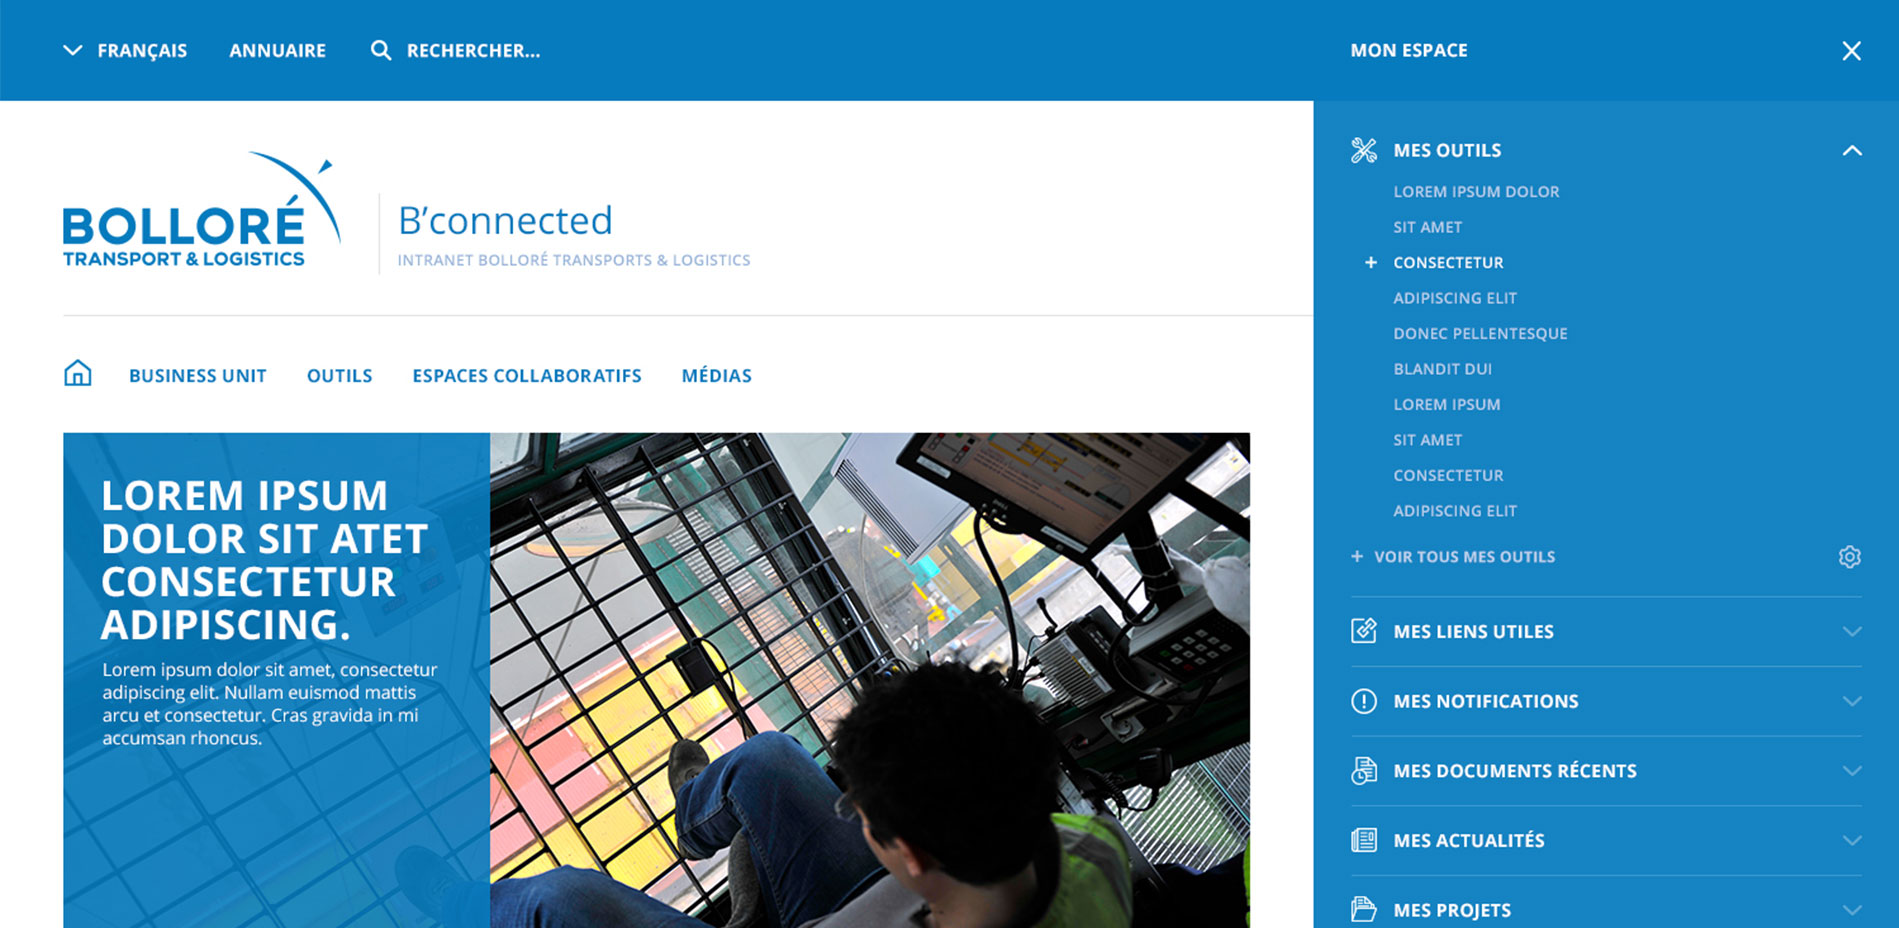 FRANÇAIS
ANNUAIRE
RECHERCHER...
MON ESPACE
BOLLORÉ
TRANSPORT & LOGISTICS
B'connected
INTRANET BOLLORÉ TRANSPORTS & LOGISTICS
BUSINESS UNIT
OUTILS
ESPACES COLLABORATIFS
MÉDIAS
LOREM IPSUM
DOLOR SIT ATET
CONSECTETUR
ADIPISCING.
Lorem ipsum dolor sit amet, consectetur
adipiscing elit. Nullam euismod mattis
arcu et consectetur. Cras gravida in mi
accumsan rhoncus.
MES OUTILS
LOREM IPSUM DOLOR
SIT AMET
+ CONSECTETUR
ADIPISCING ELIT
DONEC PELLENTESQUE
BLANDIT DUI
LOREM IPSUM
SIT AMET
CONSECTETUR
ADIPISCING ELIT
+ VOIR TOUS MES OUTILS
MES LIENS UTILES
MES NOTIFICATIONS
MES DOCUMENTS RÉCENTS
MES ACTUALITÉS
MES PROJETS